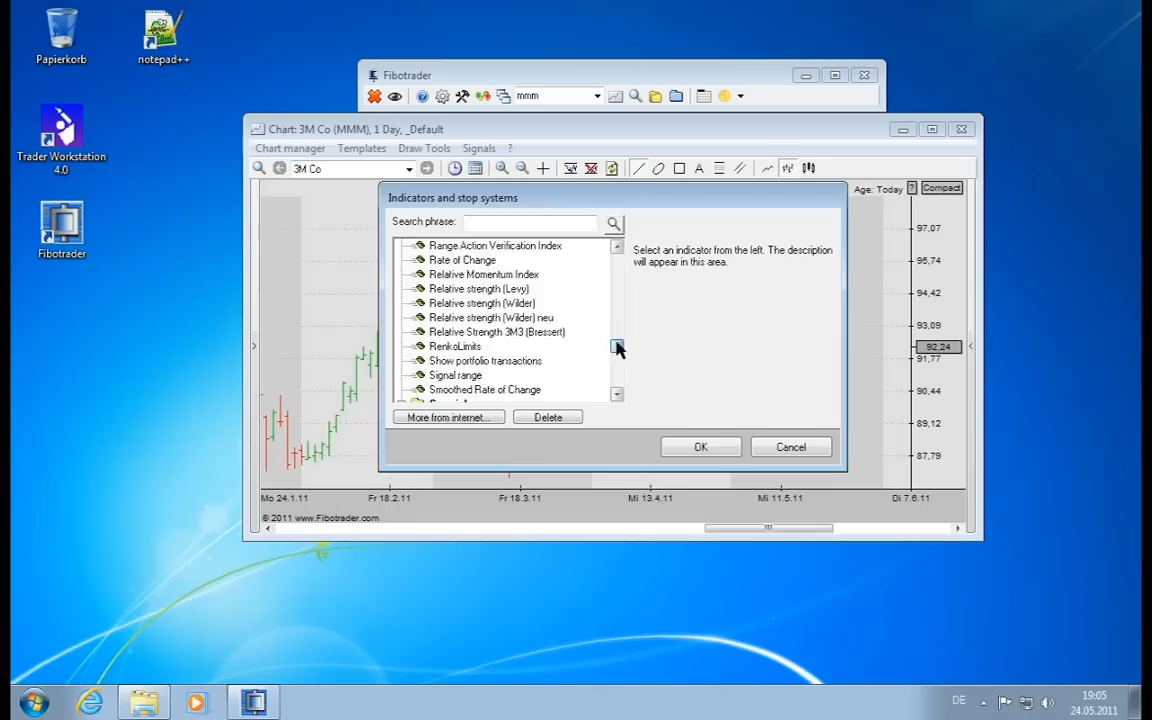 Papierkorb
notepad++
Trader Workstation
4.0
Fibotrader
Fibotrader
mmm
Chart: 3M Co (MMM), 1 Day, _Default
Chart manager Templates Draw Tools Signals ?
3M Co
Age: Today ? Compact
Indicators and stop systems
Search phrase:
Range Action Verification Index
Rate of Change
Relative Momentum Index
Relative strength (Levy)
Relative strength (Wilder)
Relative strength (Wilder) neu
Relative Strength 3M3 (Bressert)
RenkoLimits
Show portfolio transactions
Signal range
Smoothed Rate of Change
Select an indicator from the left. The description
will appear in this area.
More from internet... Delete
OK Cancel
97,07
95,74
94,42
93,09
92,24
91,77
90,44
89,12
87,79
Mo 24.1.11 Fr 18.2.11 Fr 18.3.11 Mi 13.4.11 Mi 11.5.11 Di 7.6.11
© 2011 www.Fibotrader.com
DE
19:05
24.05.2011